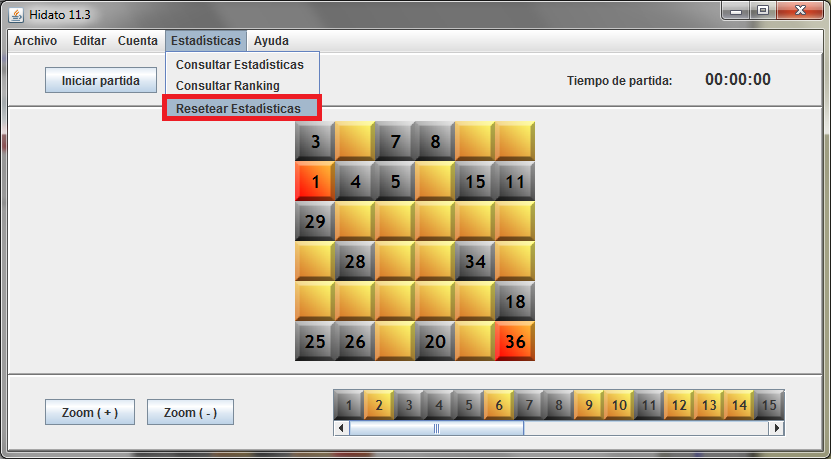 Hidato 11.3
Archivo Editar Cuenta Estadísticas Ayuda
Consultar Estadisticas
Consultar Ranking
Resetear Estadisticas
Iniciar partida
Tiempo de partida: 00:00:00
3 7 8
1 4 5 15 11
29
28 34
18
25 26 20 36
Zoom ( + ) Zoom ( - )
1 2 3 4 5 6 7 8 9 10 11 12 13 14 15